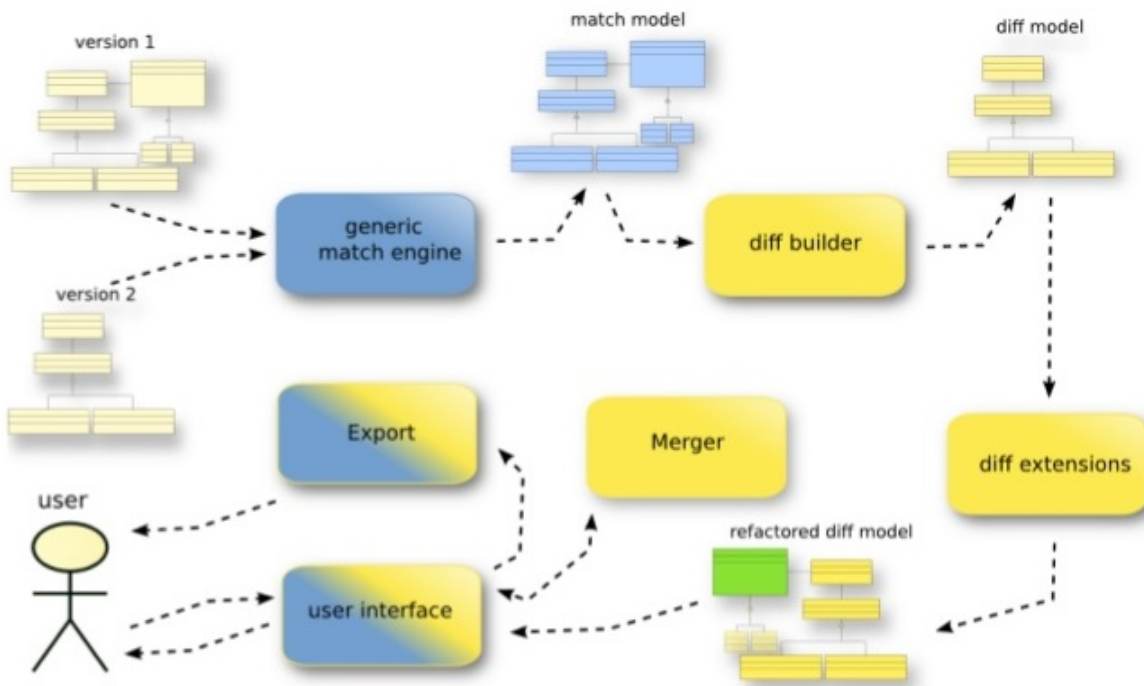 match model
diff model
version 1
generic
match engine
diff builder
version 2
Export
Merger
diff extensions
user
refactored diff model
user interface